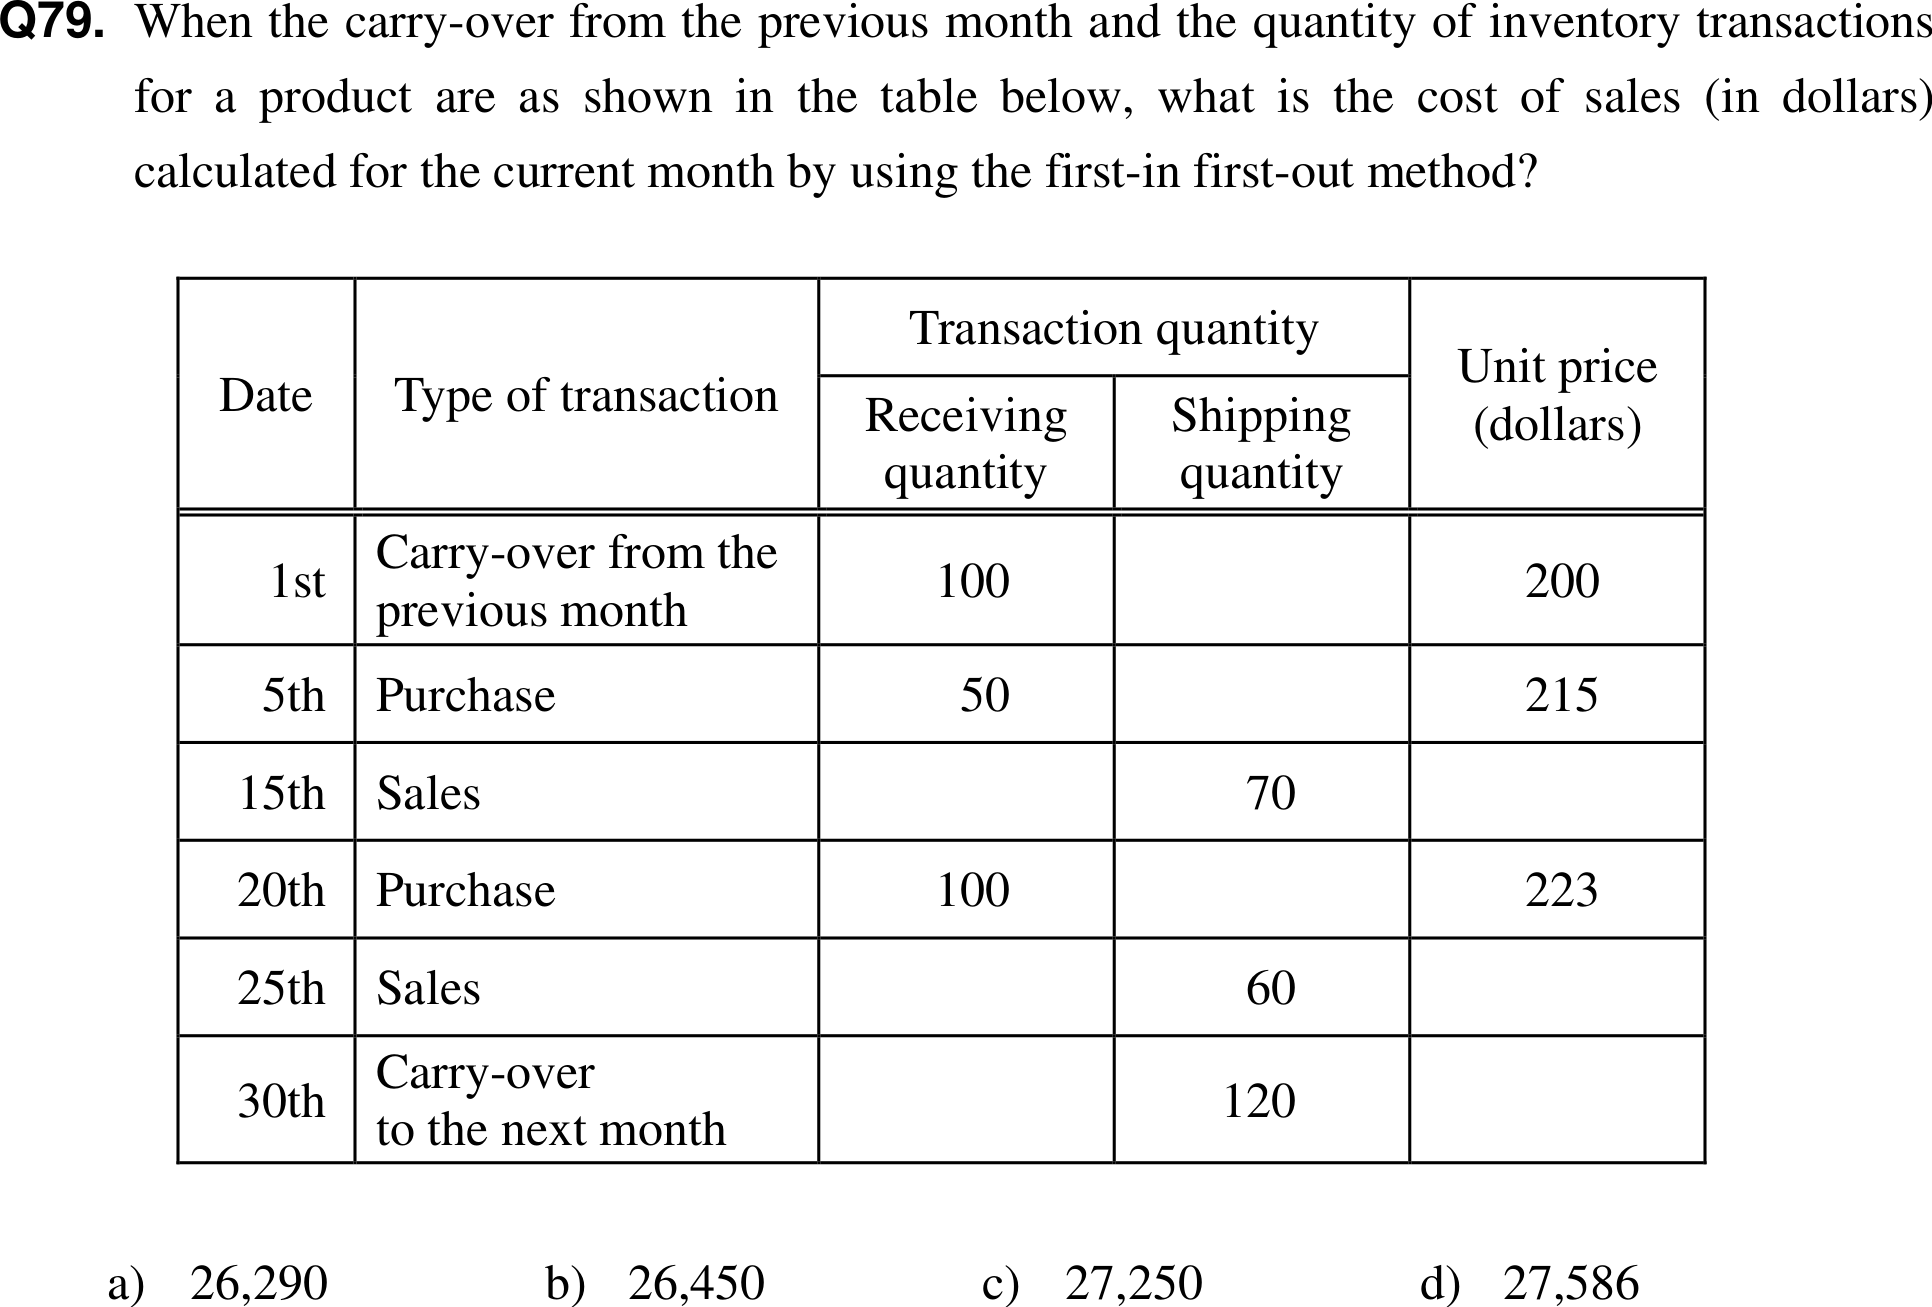 Q79. When the carry-over from the previous month and the quantity of inventory transactions
for a product are as shown in the table below, what is the cost of sales (in dollars)
calculated for the current month by using the first-in first-out method?
Date
Type of transaction
Transaction quantity
Receiving
quantity
Shipping
quantity
Unit price
(dollars)
1st
Carry-over from the
previous month
100
200
5th Purchase 50 215
15th Sales 70
20th Purchase 100 223
25th Sales 60
30th
Carry-over
to the next month
120
a) 26,290 b) 26,450 c) 27,250 d) 27,586